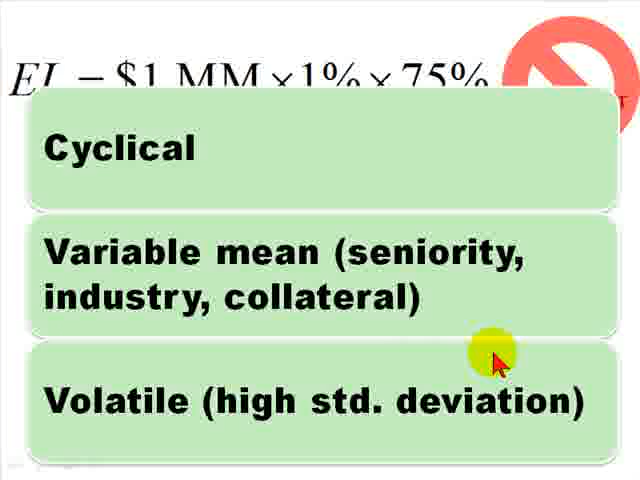 EL = $1 MM × 1% × 75%
Cyclical
Variable mean (seniority,
industry, collateral)
Volatile (high std. deviation)